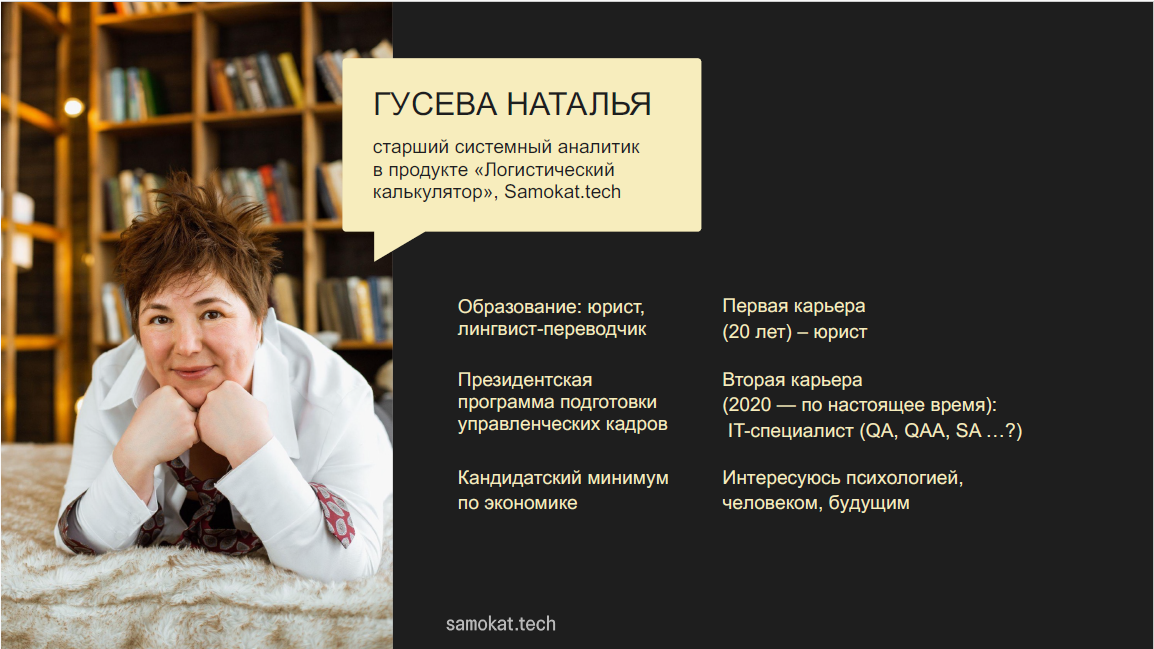 ГУСЕВА НАТАЛЬЯ
старший системный аналитик
в продукте «Логистический
калькулятор», Samokat.tech
Образование: юрист,
лингвист-переводчик
Президентская
программа подготовки
управленческих кадров
Кандидатский минимум
по экономике
Первая карьера
(20 лет) – юрист
Вторая карьера
(2020 — по настоящее время):
IT-специалист (QA, QAA, SA …?)
Интересуюсь психологией,
человеком, будущим
samokat.tech